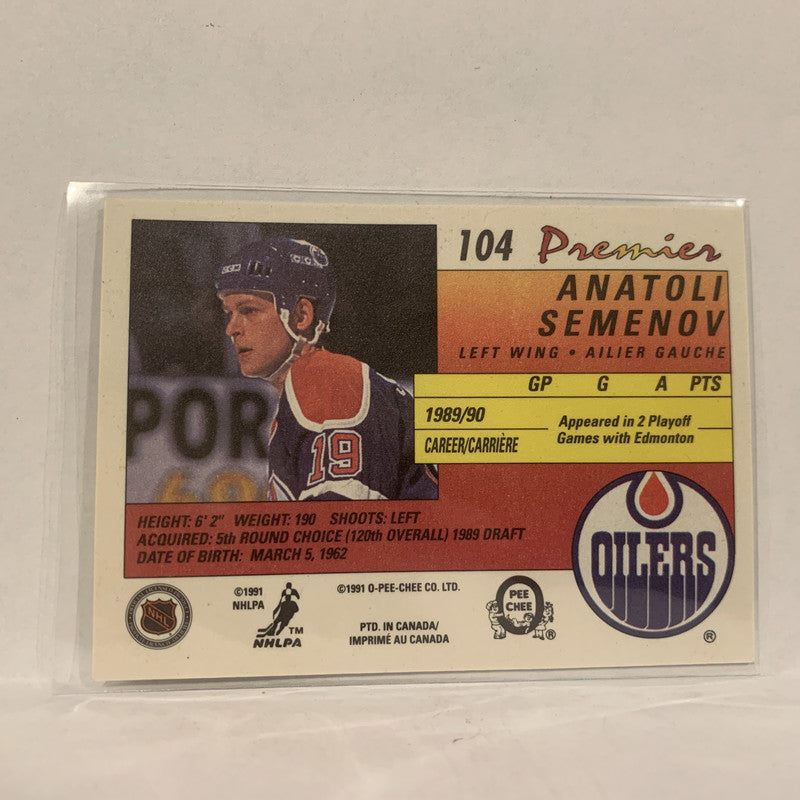 104 Premier
ANATOLI
SEMENOV
LEFT WING • AILIER GAUCHE
GP G A PTS
1989/90
CAREER/CARRIÈRE
Appeared in 2 Playoff
Games with Edmonton
CCM
POR
19
HEIGHT: 6' 2" WEIGHT: 190 SHOOTS: LEFT
ACQUIRED: 5th ROUND CHOICE (120th OVERALL) 1989 DRAFT
DATE OF BIRTH: MARCH 5, 1962
OILERS
®
NHL
©1991
NHLPA
NHLPA
TM
©1991 O-PEE-CHEE CO. LTD.
PTD. IN CANADA/
IMPRIMÉ AU CANADA
PEE
CHEE
®